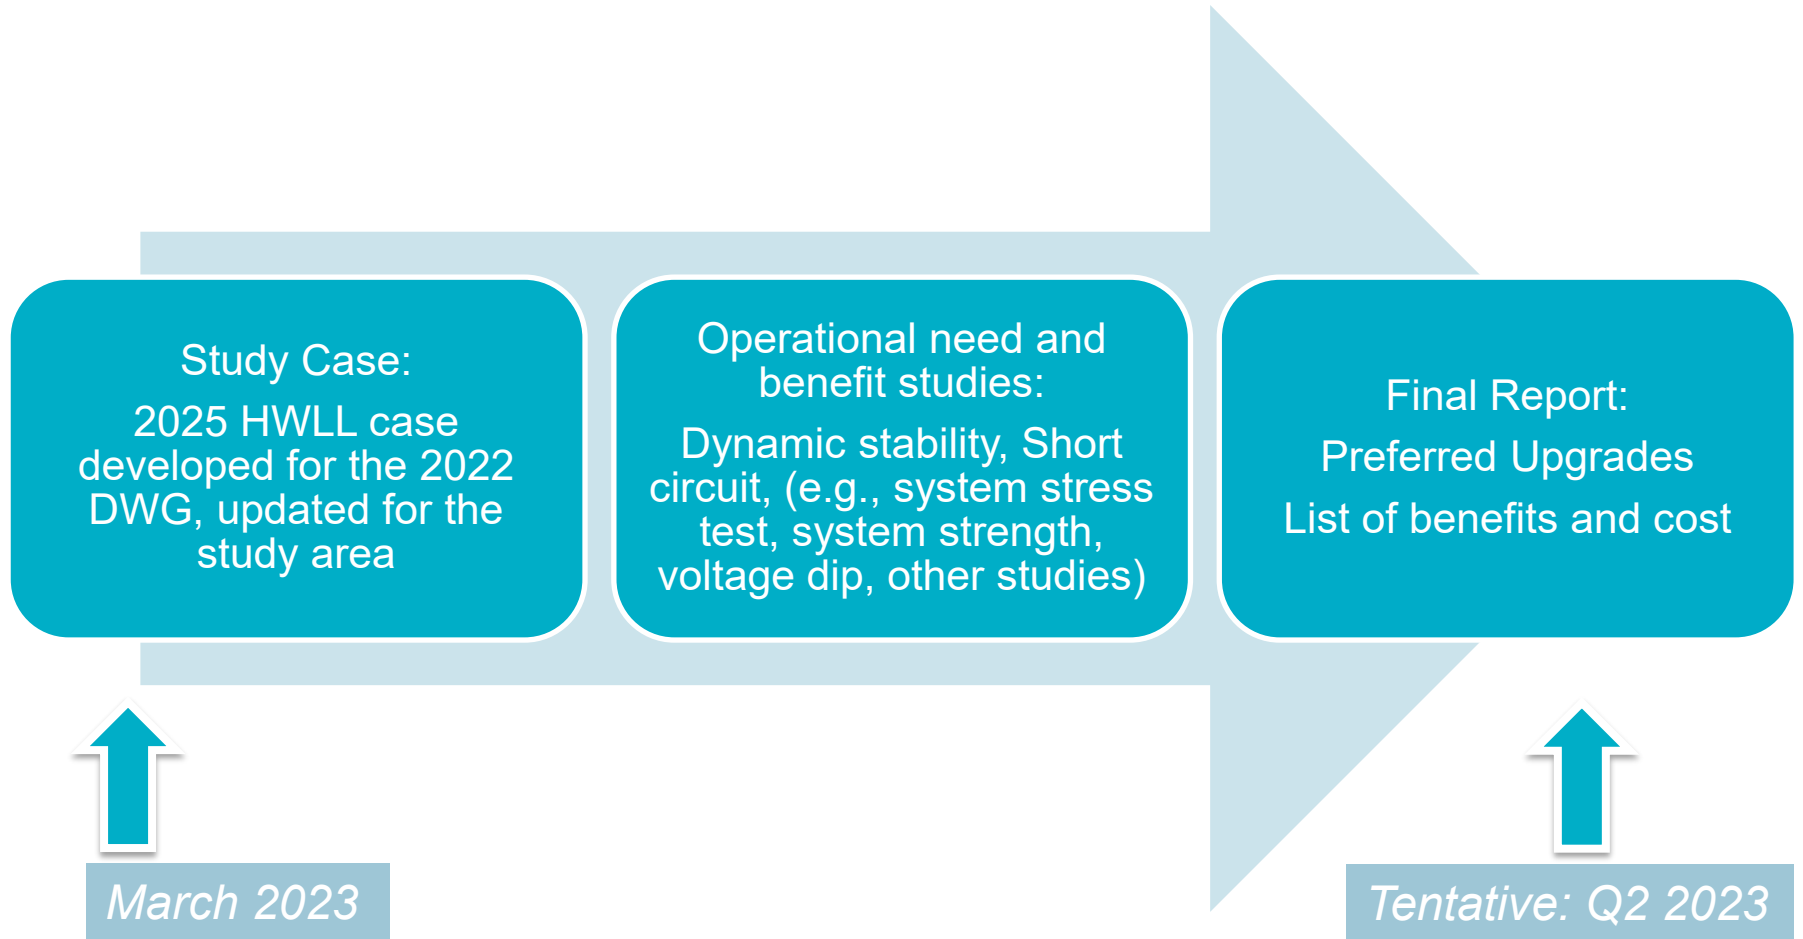 Study Case:
2025 HWLL case
developed for the 2022
DWG, updated for the
study area
Operational need and
benefit studies:
Dynamic stability, Short
circuit, (e.g., system stress
test, system strength,
voltage dip, other studies)
Final Report:
Preferred Upgrades
List of benefits and cost
March 2023
Tentative: Q2 2023